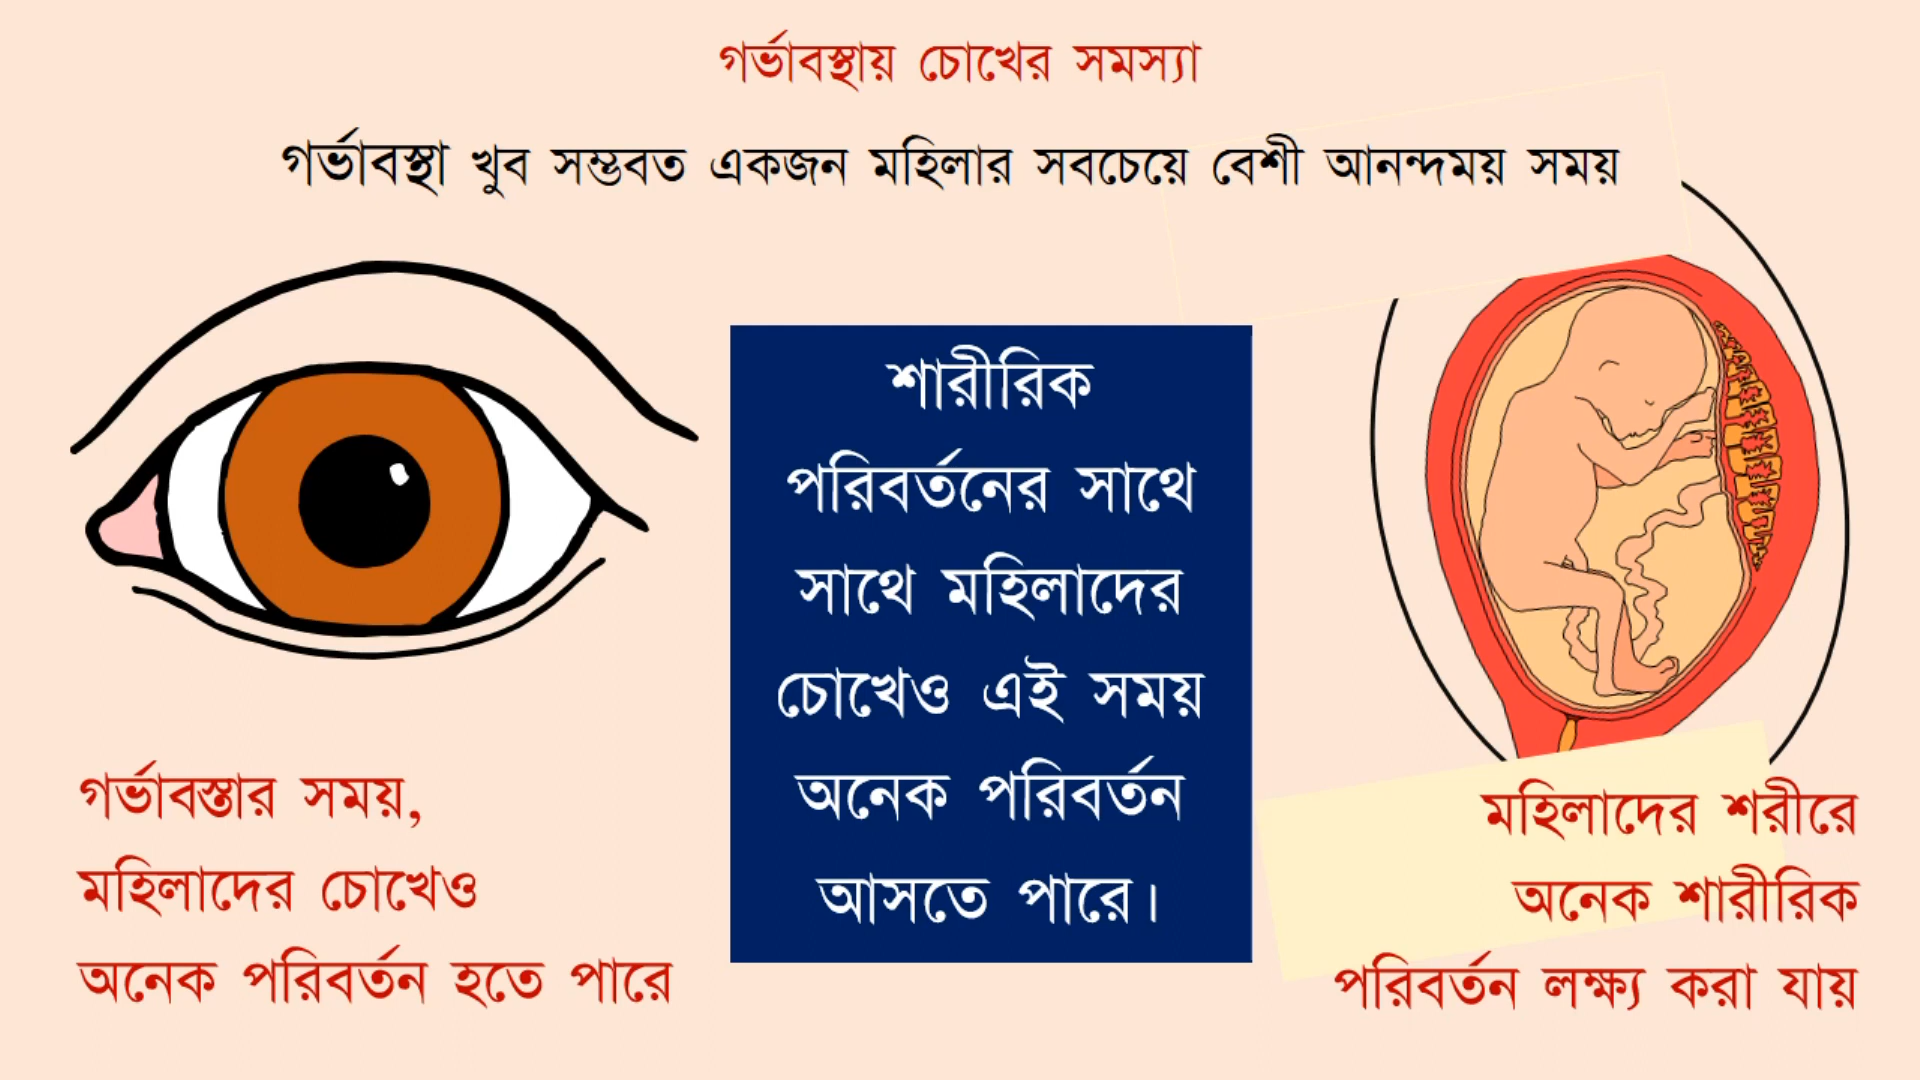 গর্ভাবস্থায় চোখের সমস্যা
গর্ভাবস্থা খুব সম্ভবত একজন মহিলার সবচেয়ে বেশী আনন্দময় সময়
শারীরিক
পরিবর্তনের সাথে
সাথে মহিলাদের
চোখেও এই সময়
অনেক পরিবর্তন
আসতে পারে।
গর্ভাবস্তার সময়,
মহিলাদের চোখেও
অনেক পরিবর্তন হতে পারে
মহিলাদের শরীরে
অনেক শারীরিক
পরিবর্তন লক্ষ্য করা যায়